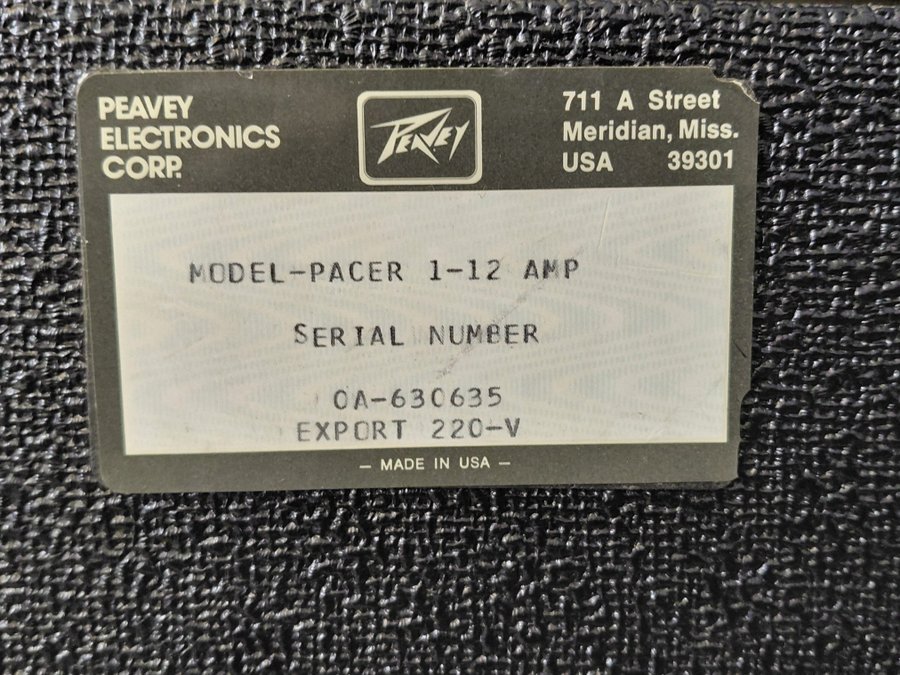 PEAVEY
ELECTRONICS
CORP.
PEAVEY
711 A Street
Meridian, Miss.
USA 39301
MODEL-PACER 1-12 AMP
SERIAL NUMBER
OA-630635
EXPORT 220-V
— MADE IN USA —